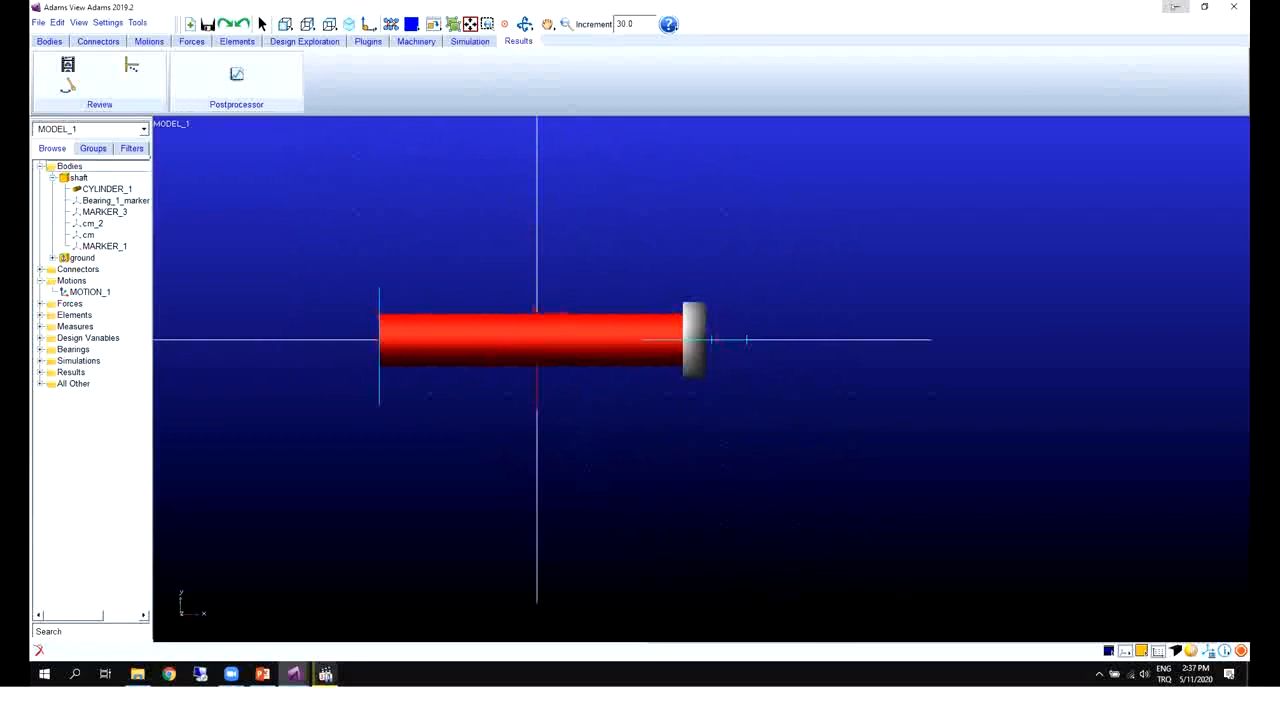 Adams View Adams 2019.2
File Edit View Settings Tools
Increment 30.0
Bodies Connectors Motions Forces Elements Design Exploration Plugins Machinery Simulation Results
Review Postprocessor
MODEL_1
MODEL_1
Browse Groups Filters
Bodies
shaft
CYLINDER_1
Bearing_1_marker
MARKER_3
cm_2
cm
MARKER_1
ground
Connectors
Motions
MOTION_1
Forces
Elements
Measures
Design Variables
Bearings
Simulations
Results
All Other
y
z x
Search
ENG 2:37 PM
TRQ 5/11/2020